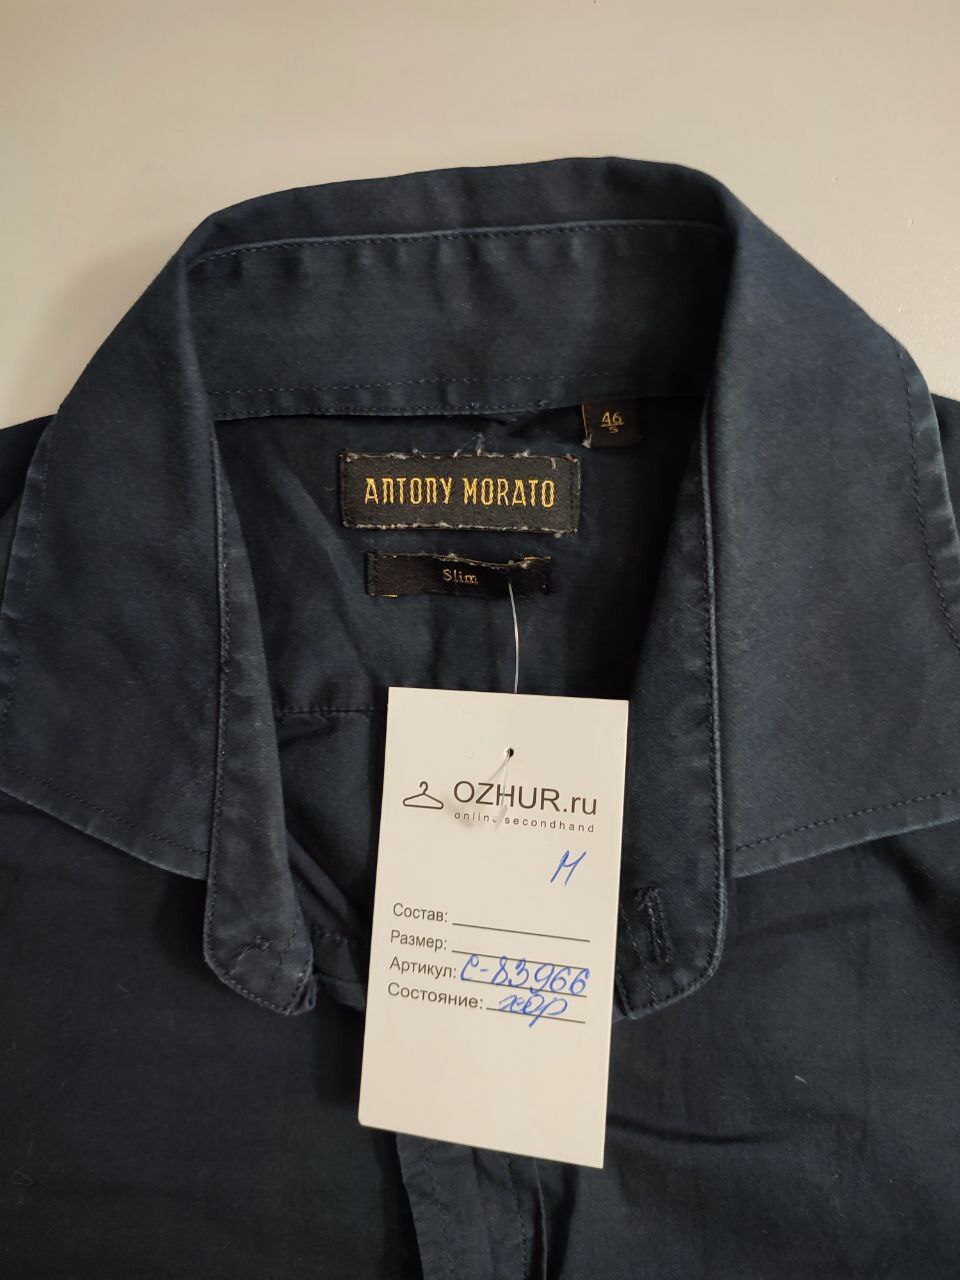 46
S
ANTONY MORATO
Slim
OZHUR.ru
online secondhand
М
Состав:
Размер:
Артикул: С-83966
Состояние: хор